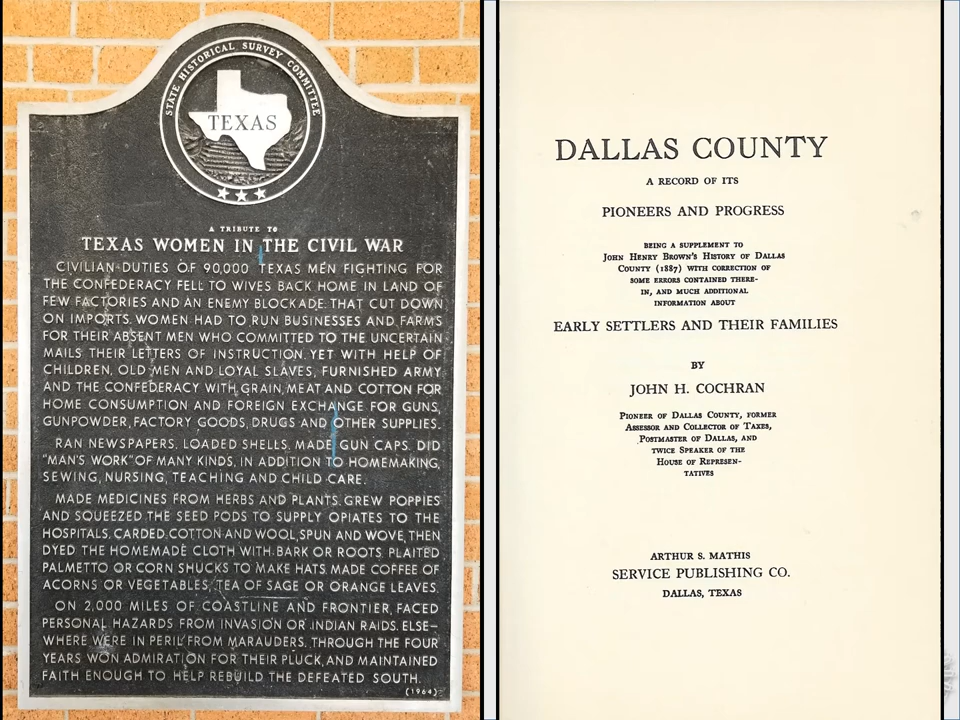 STATE HISTORICAL SURVEY COMMITTEE
TEXAS
A TRIBUTE TO
TEXAS WOMEN IN THE CIVIL WAR
CIVILIAN DUTIES OF 90,000 TEXAS MEN FIGHTING FOR
THE CONFEDERACY FELL TO WIVES BACK HOME IN LAND OF
FEW FACTORIES AND AN ENEMY BLOCKADE THAT CUT DOWN
ON IMPORTS. WOMEN HAD TO RUN BUSINESSES AND FARMS
FOR THEIR ABSENT MEN WHO COMMITTED TO THE UNCERTAIN
MAILS THEIR LETTERS OF INSTRUCTION. YET WITH HELP OF
CHILDREN, OLD MEN AND LOYAL SLAVES, FURNISHED ARMY
AND THE CONFEDERACY WITH GRAIN, MEAT AND COTTON FOR
HOME CONSUMPTION AND FOREIGN EXCHANGE FOR GUNS,
GUNPOWDER, FACTORY GOODS, DRUGS AND OTHER SUPPLIES.
RAN NEWSPAPERS. LOADED SHELLS. MADE GUN CAPS. DID
"MAN'S WORK" OF MANY KINDS, IN ADDITION TO HOMEMAKING,
SEWING, NURSING, TEACHING AND CHILD CARE.
MADE MEDICINES FROM HERBS AND PLANTS. GREW POPPIES
AND SQUEEZED THE SEED PODS TO SUPPLY OPIATES TO THE
HOSPITALS. CARDED COTTON AND WOOL, SPUN AND WOVE, THEN
DYED THE HOMEMADE CLOTH WITH BARK OR ROOTS. PLAITED
PALMETTO OR CORN SHUCKS TO MAKE HATS. MADE COFFEE OF
ACORNS OR VEGETABLES, TEA OF SAGE OR ORANGE LEAVES.
ON 2,000 MILES OF COASTLINE AND FRONTIER, FACED
PERSONAL HAZARDS FROM INVASION OR INDIAN RAIDS. ELSE-
WHERE WERE IN PERIL FROM MARAUDERS. THROUGH THE FOUR
YEARS WON ADMIRATION FOR THEIR PLUCK, AND MAINTAINED
FAITH ENOUGH TO HELP REBUILD THE DEFEATED SOUTH.
(1964)
DALLAS COUNTY
A RECORD OF ITS
PIONEERS AND PROGRESS
BEING A SUPPLEMENT TO
JOHN HENRY BROWN'S HISTORY OF DALLAS
COUNTY (1887) WITH CORRECTION OF
SOME ERRORS CONTAINED THERE-
IN, AND MUCH ADDITIONAL
INFORMATION ABOUT
EARLY SETTLERS AND THEIR FAMILIES
BY
JOHN H. COCHRAN
PIONEER OF DALLAS COUNTY, FORMER
ASSESSOR AND COLLECTOR OF TAXES,
POSTMASTER OF DALLAS, AND
TWICE SPEAKER OF THE
HOUSE OF REPRESEN-
TATIVES
ARTHUR S. MATHIS
SERVICE PUBLISHING CO.
DALLAS, TEXAS